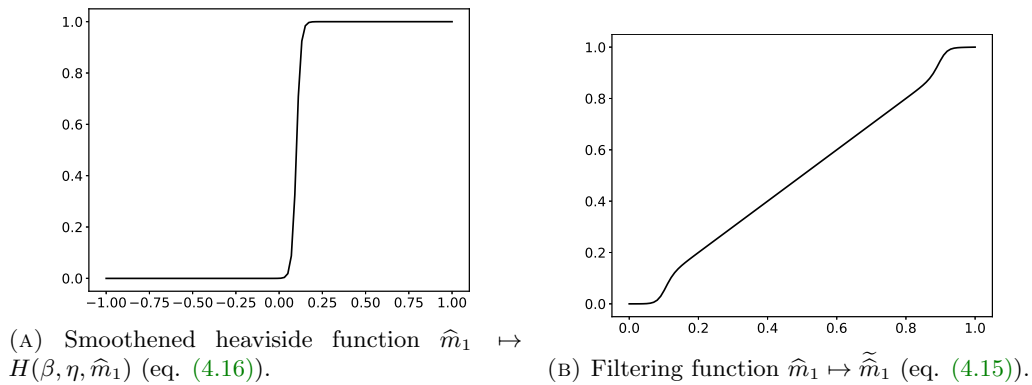 1.0
0.8
0.6
0.4
0.2
0.0
−1.00 −0.75 −0.50 −0.25 0.00 0.25 0.50 0.75 1.00
(A) Smoothened heaviside function m̂₁ ↦
H(β, η, m̂₁) (eq. (4.16)).
1.0
0.8
0.6
0.4
0.2
0.0
0.0 0.2 0.4 0.6 0.8 1.0
(B) Filtering function m̂₁ ↦ m̂̃₁ (eq. (4.15)).